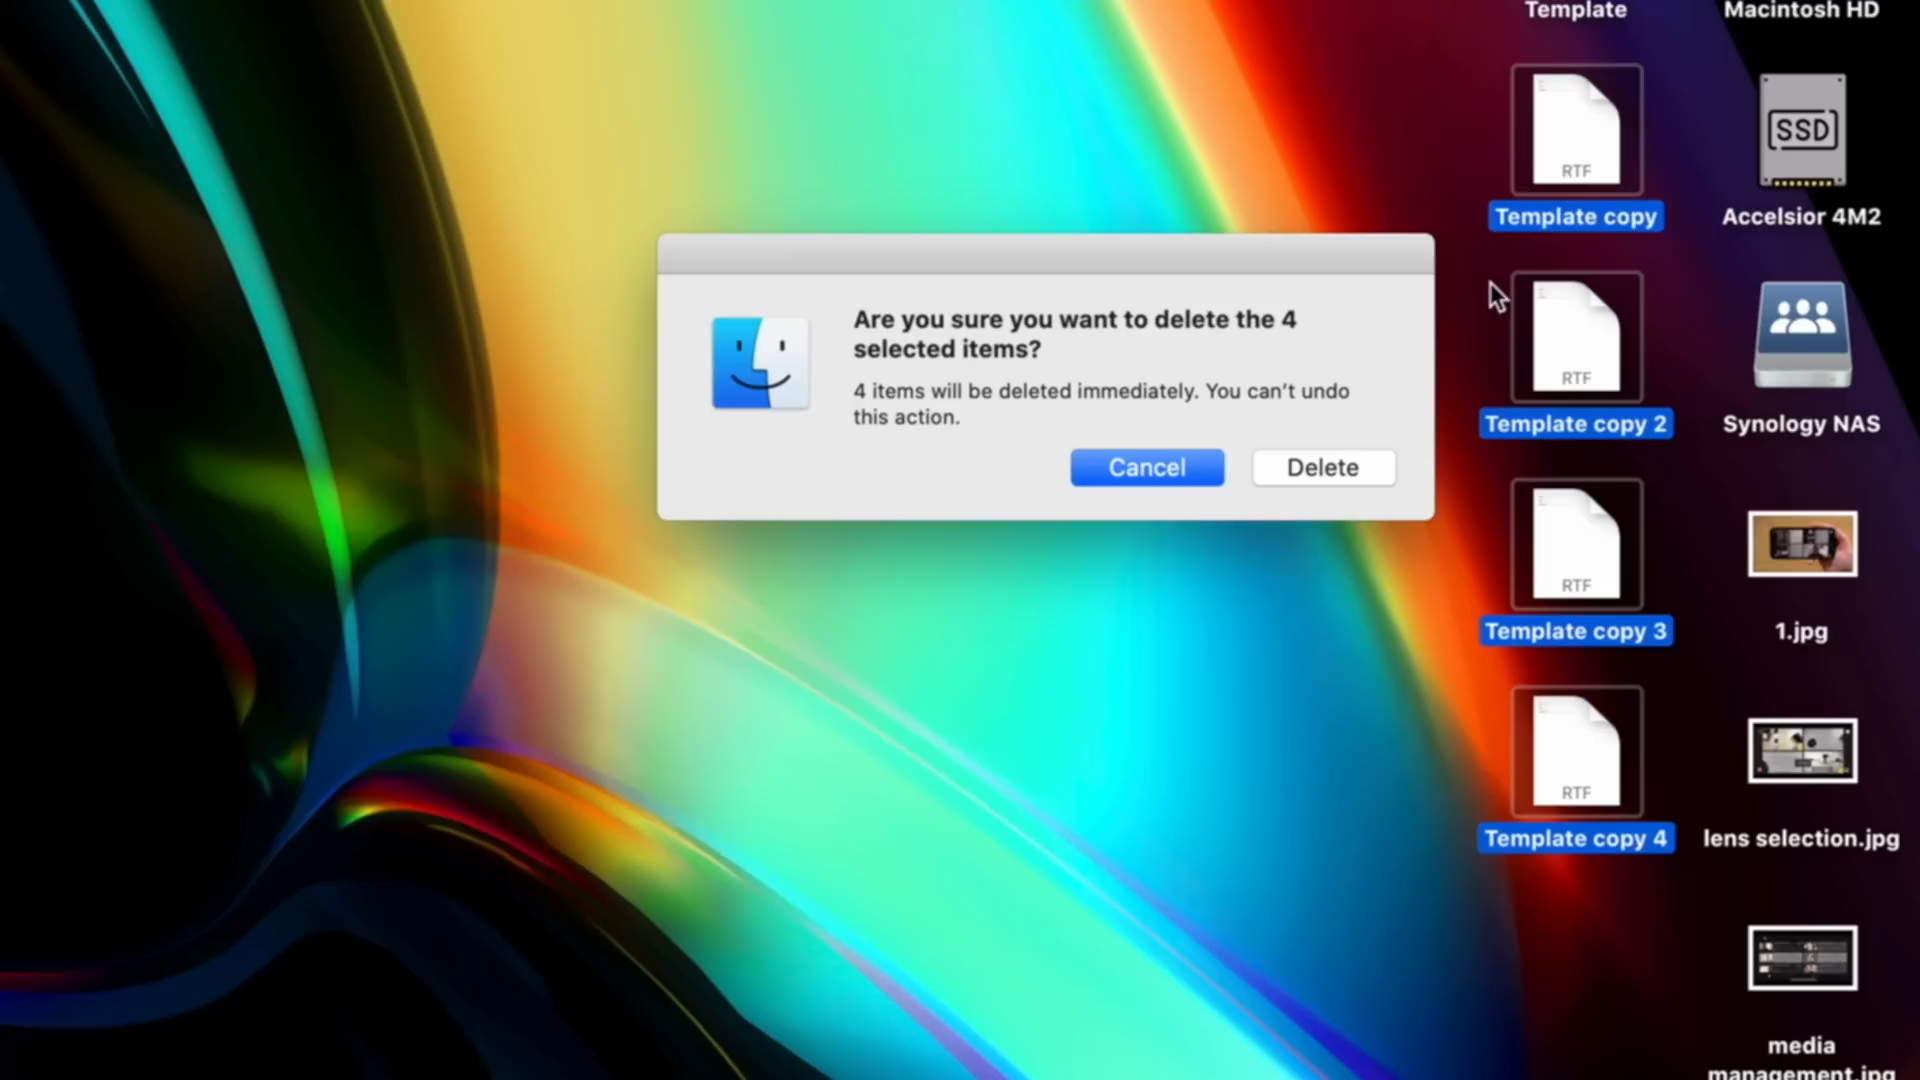 Template
Macintosh HD
RTF
Template copy
SSD
Accelsior 4M2
Are you sure you want to delete the 4
selected items?
4 items will be deleted immediately. You can't undo
this action.
Cancel
Delete
RTF
Template copy 2
Synology NAS
RTF
Template copy 3
1.jpg
RTF
Template copy 4
lens selection.jpg
media
management.jpg